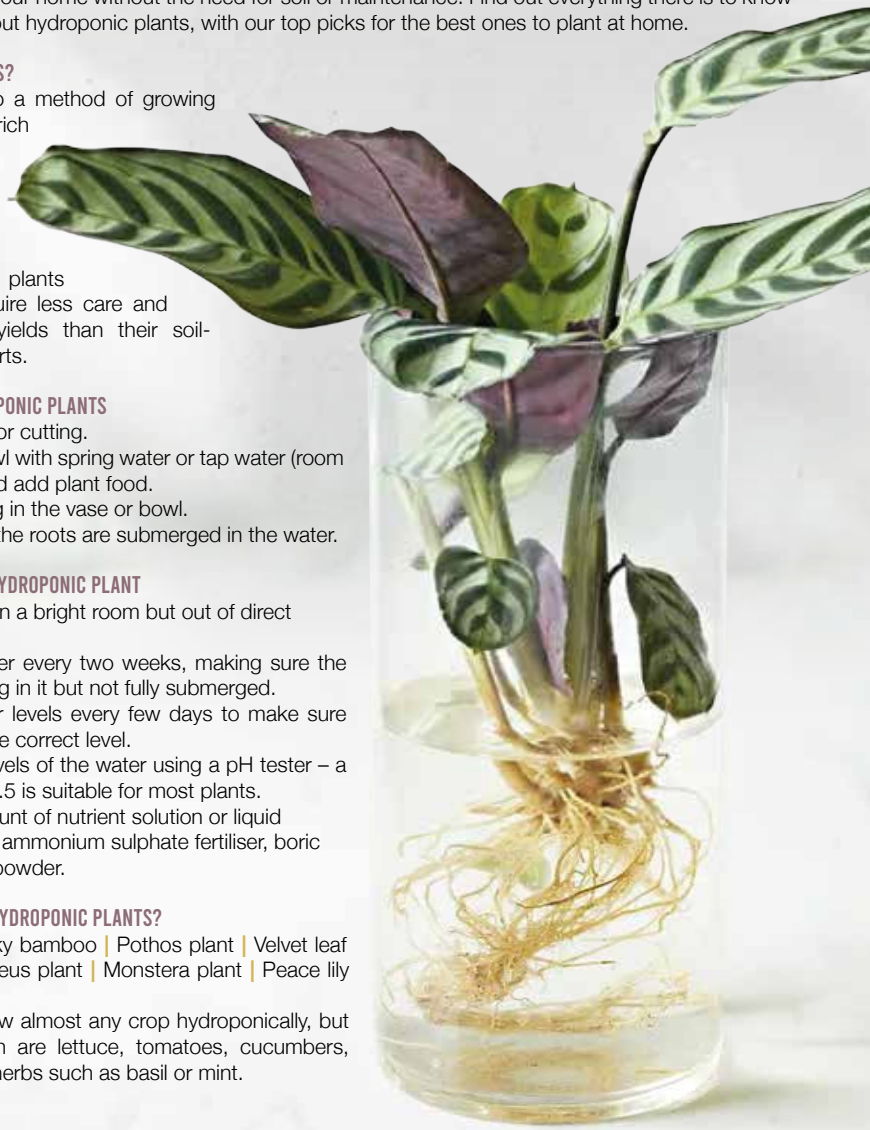 our home without the need for soil or maintenance. Find out everything there is to know
out hydroponic plants, with our top picks for the best ones to plant at home.
S?
o a method of growing
rich
plants
uire less care and
yields than their soil-
rts.
PONIC PLANTS
or cutting.
wl with spring water or tap water (room
d add plant food.
g in the vase or bowl.
the roots are submerged in the water.
YDROPONIC PLANT
n a bright room but out of direct
er every two weeks, making sure the
g in it but not fully submerged.
r levels every few days to make sure
e correct level.
vels of the water using a pH tester – a
.5 is suitable for most plants.
unt of nutrient solution or liquid
ammonium sulphate fertiliser, boric
powder.
YDROPONIC PLANTS?
ky bamboo | Pothos plant | Velvet leaf
eus plant | Monstera plant | Peace lily
w almost any crop hydroponically, but
n are lettuce, tomatoes, cucumbers,
herbs such as basil or mint.